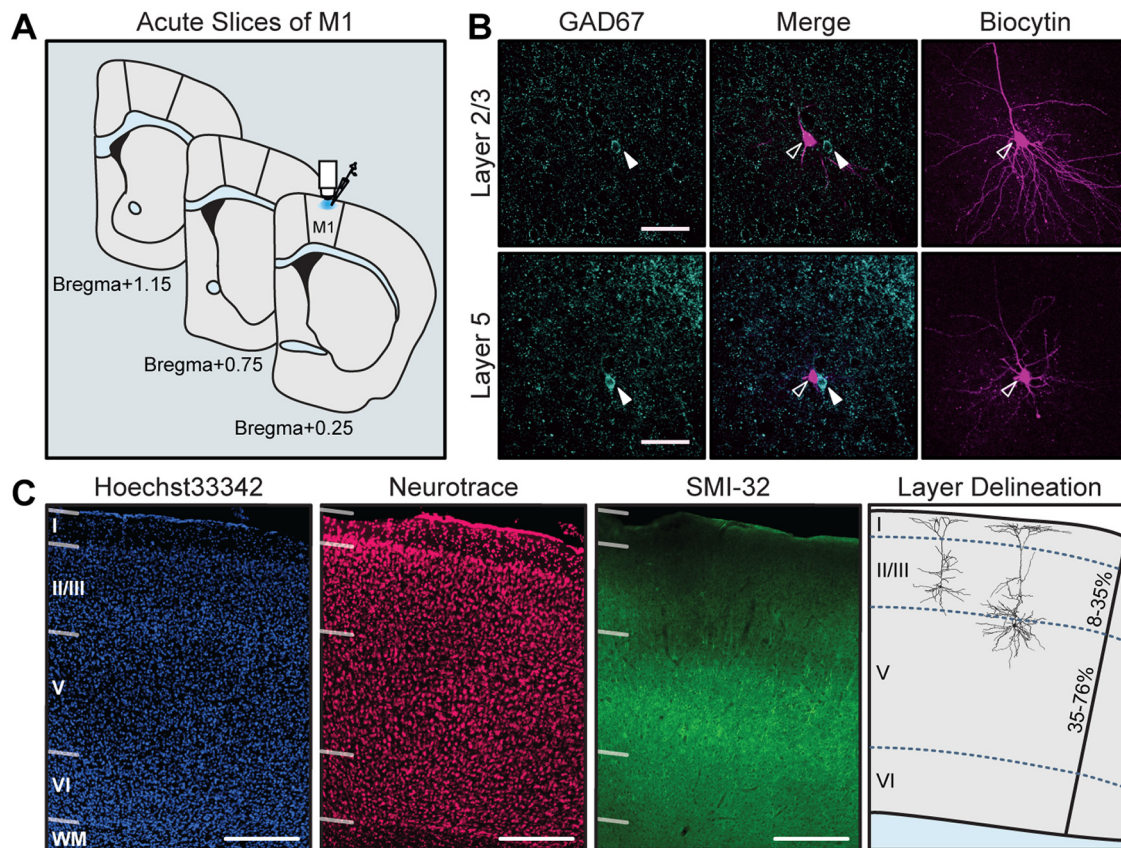 A
Acute Slices of M1
M1
Bregma+1.15
Bregma+0.75
Bregma+0.25
B
GAD67
Merge
Biocytin
Layer 2/3
Layer 5
C
Hoechst33342
Neurotrace
SMI-32
Layer Delineation
I
II/III
V
VI
WM
I
II/III
V
VI
8-35%
35-76%